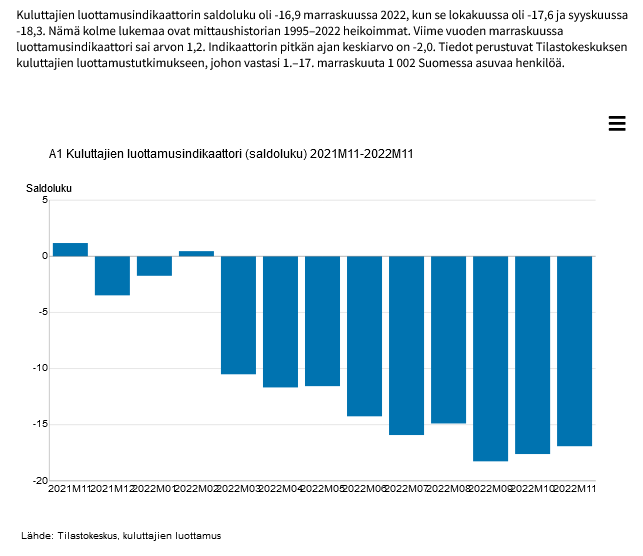 Kuluttajien luottamusindikaattorin saldoluku oli -16,9 marraskuussa 2022, kun se lokakuussa oli -17,6 ja syyskuussa
-18,3. Nämä kolme lukemaa ovat mittaushistorian 1995–2022 heikoimmat. Viime vuoden marraskuussa
luottamusindikaattori sai arvon 1,2. Indikaattorin pitkän ajan keskiarvo on -2,0. Tiedot perustuvat Tilastokeskuksen
kuluttajien luottamustutkimukseen, johon vastasi 1.–17. marraskuuta 1 002 Suomessa asuvaa henkilöä.
A1 Kuluttajien luottamusindikaattori (saldoluku) 2021M11-2022M11
Saldoluku
5
0
-5
-10
-15
-20
2021M11 2021M12 2022M01 2022M02 2022M03 2022M04 2022M05 2022M06 2022M07 2022M08 2022M09 2022M10 2022M11
Lähde: Tilastokeskus, kuluttajien luottamus